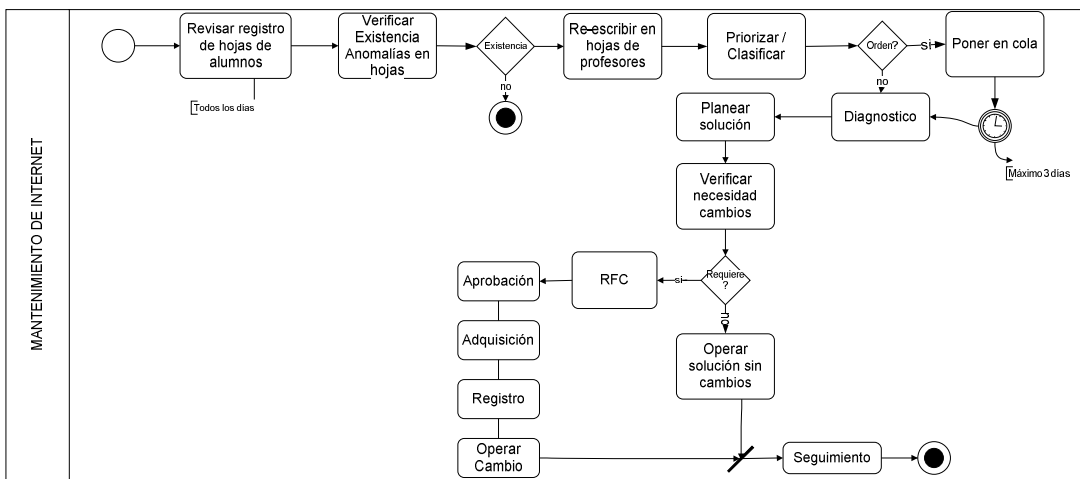 MANTENIMIENTO DE INTERNET
Revisar registro
de hojas de
alumnos
Todos los días
Verificar
Existencia
Anomalías en
hojas
Existencia
no
Re-escribir en
hojas de
profesores
Priorizar /
Clasificar
Orden?
si
no
Poner en cola
Máximo 3 días
Diagnostico
Planear
solución
Verificar
necesidad
cambios
Requiere
?
si
no
RFC
Aprobación
Adquisición
Registro
Operar
Cambio
Operar
solución sin
cambios
Seguimiento